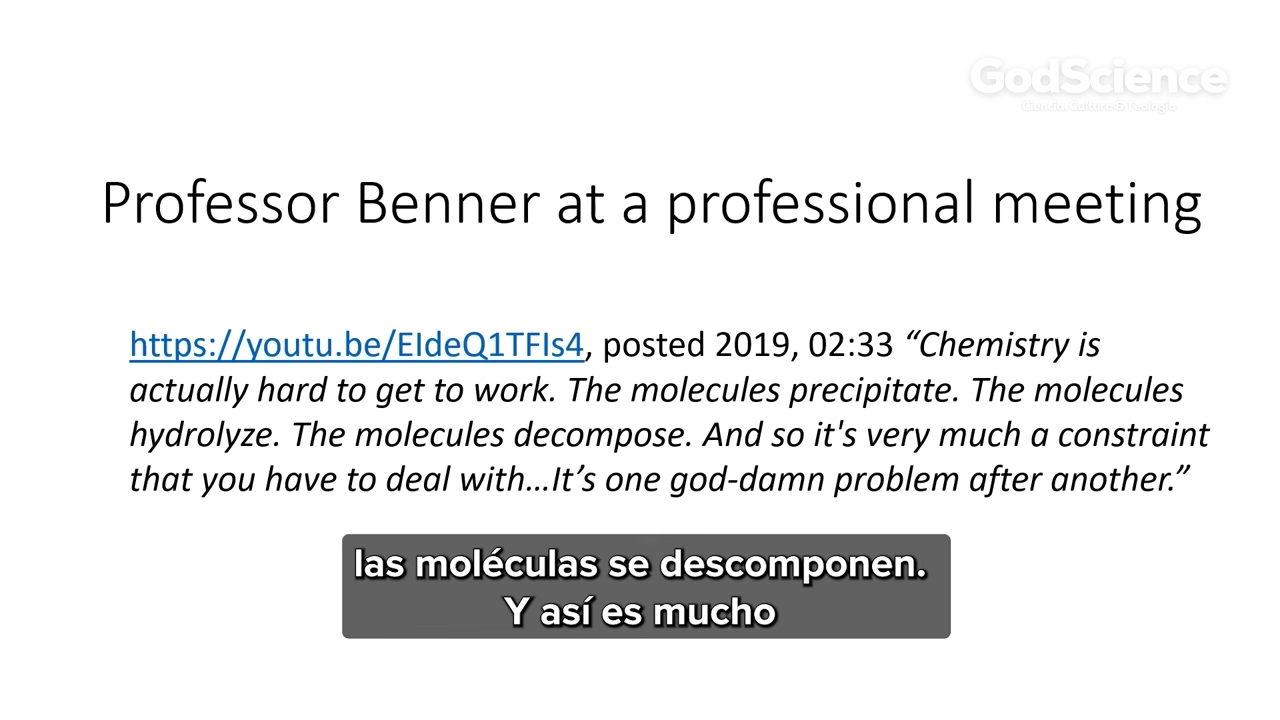 GodScience
Ciencia, Cultura & Teología
Professor Benner at a professional meeting
https://youtu.be/EIdeQ1TFIs4, posted 2019, 02:33 “Chemistry is
actually hard to get to work. The molecules precipitate. The molecules
hydrolyze. The molecules decompose. And so it's very much a constraint
that you have to deal with…It’s one god-damn problem after another.”
las moléculas se descomponen.
Y así es mucho